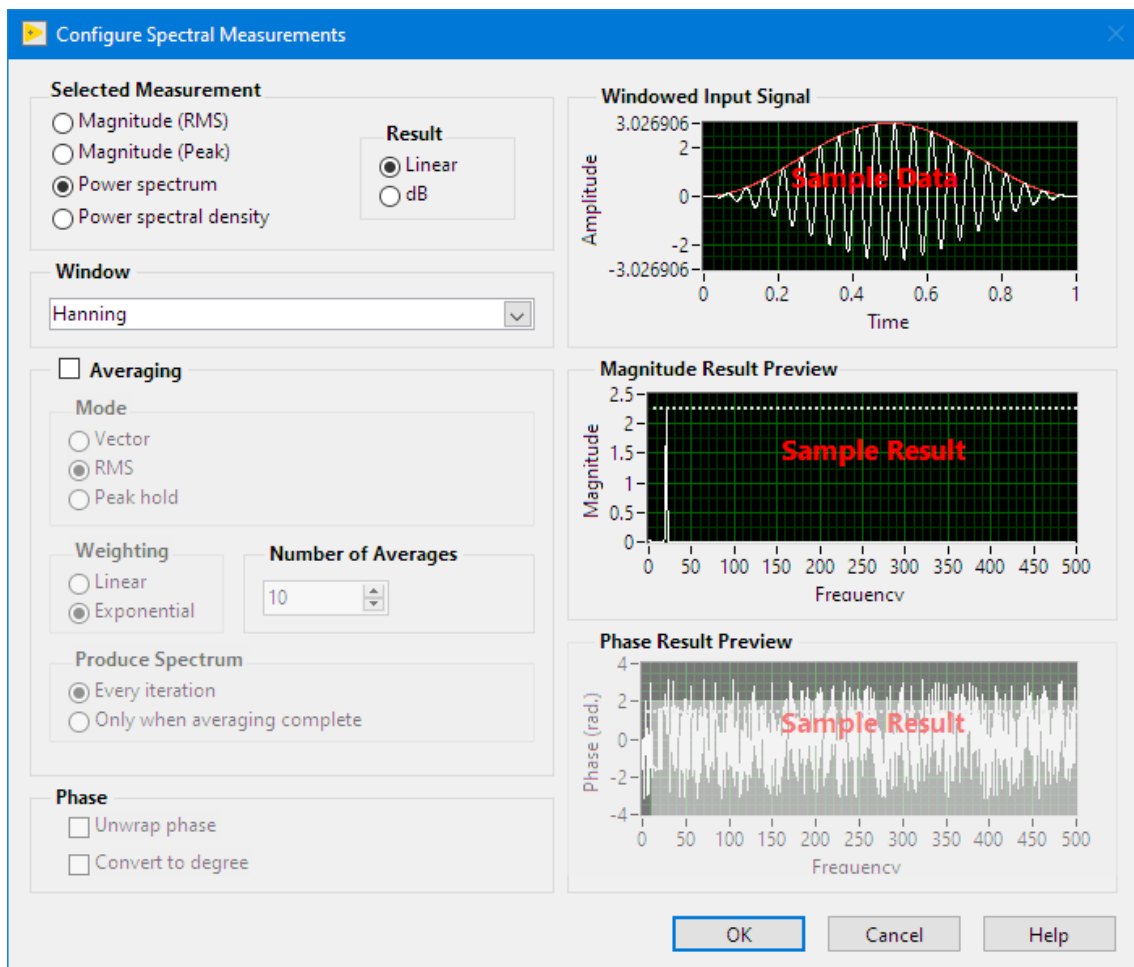 Configure Spectral Measurements
Selected Measurement
Magnitude (RMS)
Magnitude (Peak)
Power spectrum
Power spectral density
Result
Linear
dB
Window
Hanning
Averaging
Mode
Vector
RMS
Peak hold
Weighting
Linear
Exponential
Number of Averages
10
Produce Spectrum
Every iteration
Only when averaging complete
Phase
Unwrap phase
Convert to degree
Windowed Input Signal
3.026906
2
0
-2
-3.026906
Amplitude
Sample Data
0 0.2 0.4 0.6 0.8 1
Time
Magnitude Result Preview
2.5
2
1.5
1
0.5
0
Magnitude
Sample Result
0 50 100 150 200 250 300 350 400 450 500
Frequency
Phase Result Preview
4
2
0
-2
-4
Phase (rad.)
Sample Result
0 50 100 150 200 250 300 350 400 450 500
Frequency
OK Cancel Help